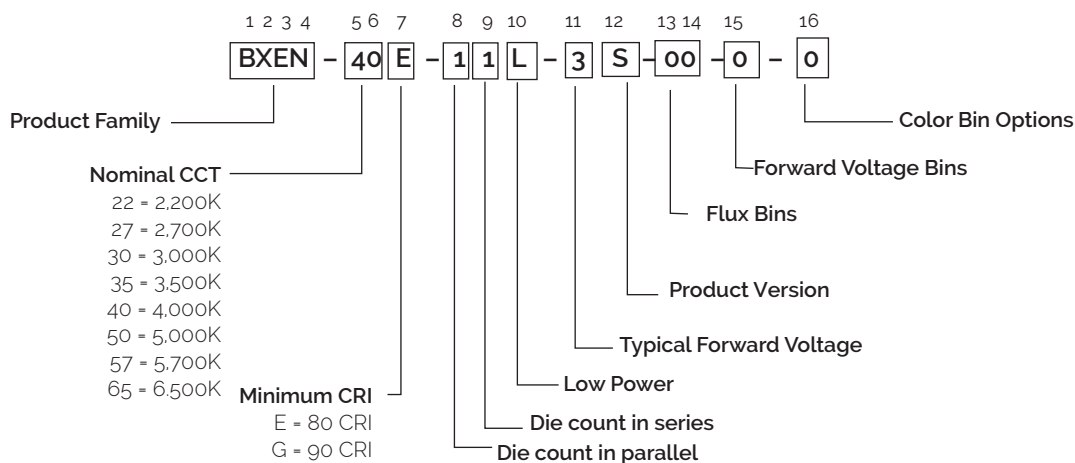 1 2 3 4 5 6 7 8 9 10 11 12 13 14 15 16
BXEN – 40 E – 1 1 L – 3 S – 00 – 0 – 0
Product Family
Color Bin Options
Nominal CCT
22 = 2,200K
27 = 2,700K
30 = 3,000K
35 = 3,500K
40 = 4,000K
50 = 5,000K
57 = 5,700K
65 = 6.500K
Forward Voltage Bins
Flux Bins
Product Version
Typical Forward Voltage
Low Power
Minimum CRI
E = 80 CRI
G = 90 CRI
Die count in series
Die count in parallel